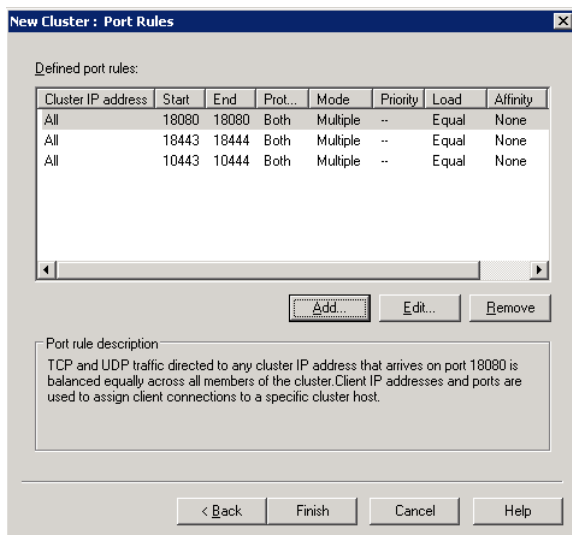 New Cluster : Port Rules
Defined port rules:
Cluster IP address Start End Prot... Mode Priority Load Affinity
All 18080 18080 Both Multiple -- Equal None
All 18443 18444 Both Multiple -- Equal None
All 10443 10444 Both Multiple -- Equal None
Add... Edit... Remove
Port rule description
TCP and UDP traffic directed to any cluster IP address that arrives on port 18080 is
balanced equally across all members of the cluster.Client IP addresses and ports are
used to assign client connections to a specific cluster host.
< Back Finish Cancel Help